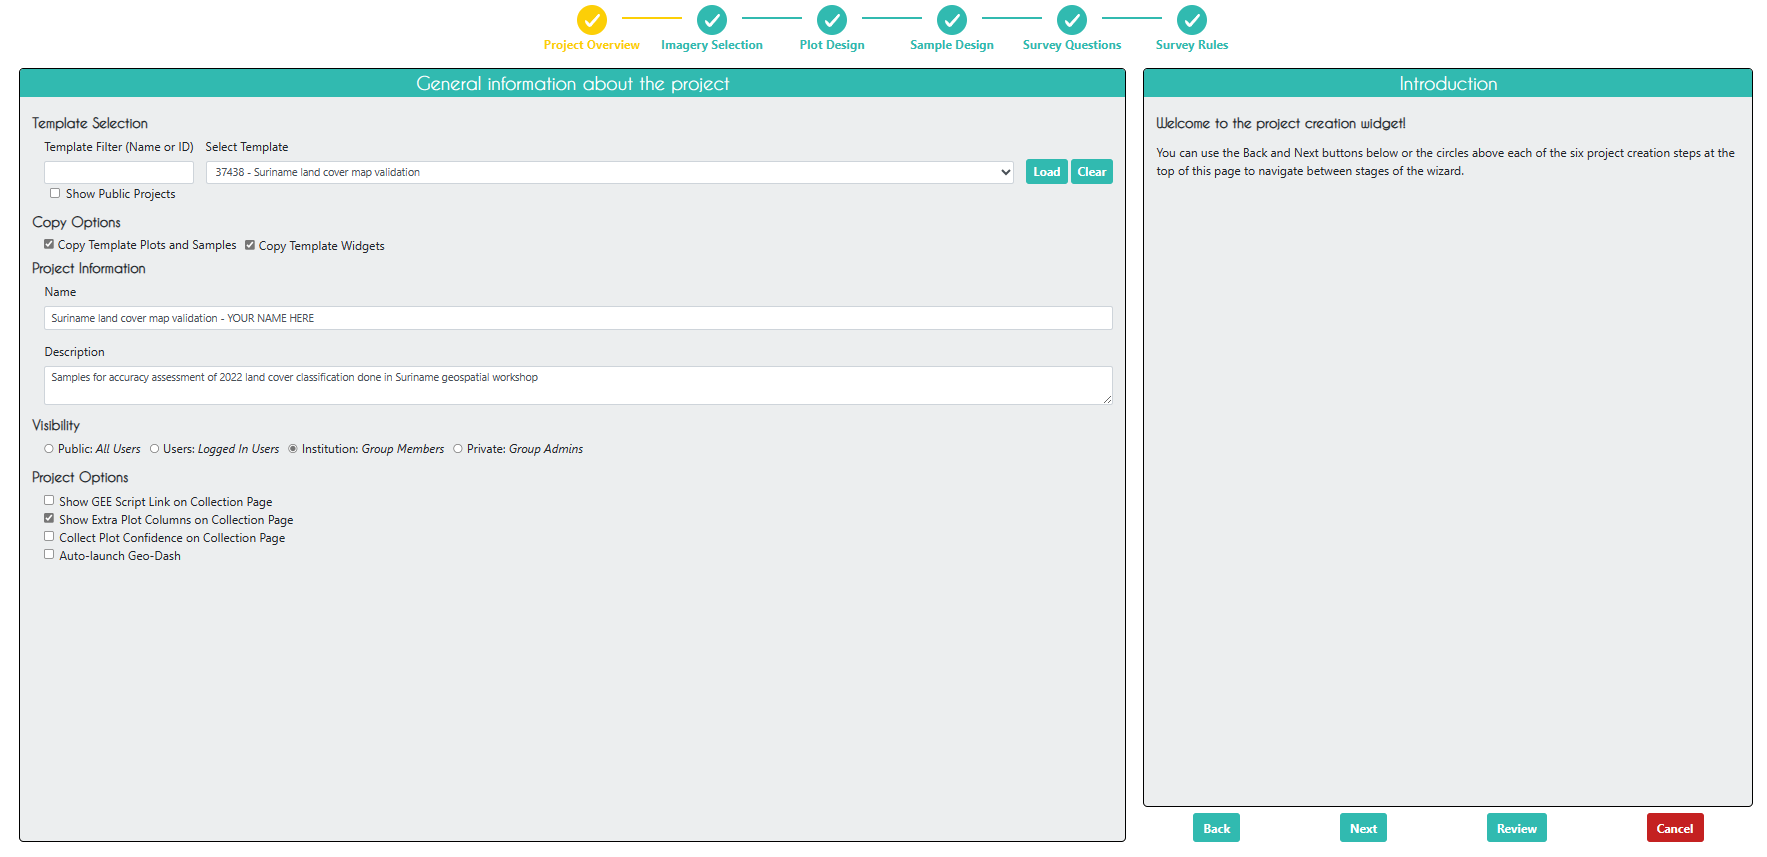 Project Overview Imagery Selection Plot Design Sample Design Survey Questions Survey Rules
General information about the project
Template Selection
Template Filter (Name or ID) Select Template
37438 - Suriname land cover map validation Load Clear
Show Public Projects
Copy Options
Copy Template Plots and Samples Copy Template Widgets
Project Information
Name
Suriname land cover map validation - YOUR NAME HERE
Description
Samples for accuracy assessment of 2022 land cover classification done in Suriname geospatial workshop
Visibility
Public: All Users Users: Logged In Users Institution: Group Members Private: Group Admins
Project Options
Show GEE Script Link on Collection Page
Show Extra Plot Columns on Collection Page
Collect Plot Confidence on Collection Page
Auto-launch Geo-Dash
Introduction
Welcome to the project creation widget!
You can use the Back and Next buttons below or the circles above each of the six project creation steps at the
top of this page to navigate between stages of the wizard.
Back Next Review Cancel